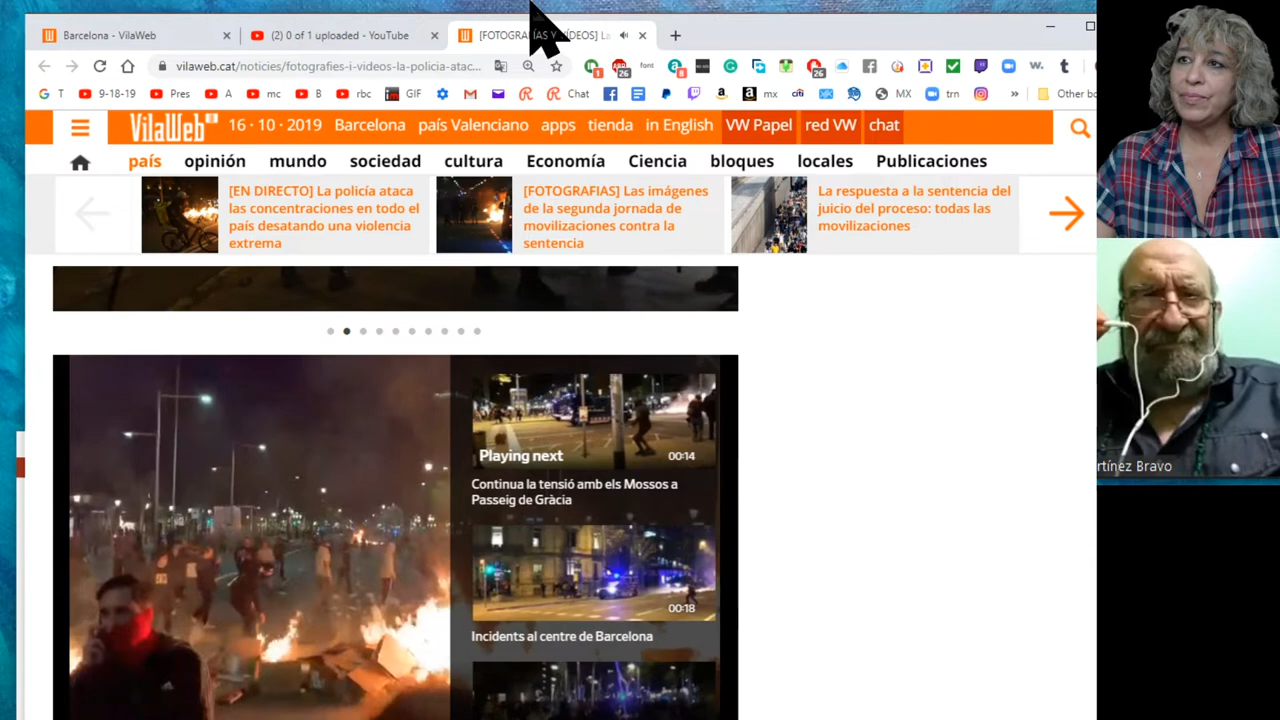 Barcelona - VilaWeb
(2) 0 of 1 uploaded - YouTube
[FOTOGRAFÍAS Y VÍDEOS] La
vilaweb.cat/noticies/fotografies-i-videos-la-policia-atac...
T 9-18-19 Pres A mc B rbc GIF Chat mx citi MX trn » Other bo
VilaWeb 16 · 10 · 2019 Barcelona país Valenciano apps tienda in English VW Papel red VW chat
país opinión mundo sociedad cultura Economía Ciencia bloques locales Publicaciones
[EN DIRECTO] La policía ataca
las concentraciones en todo el
país desatando una violencia
extrema
[FOTOGRAFIAS] Las imágenes
de la segunda jornada de
movilizaciones contra la
sentencia
La respuesta a la sentencia del
juicio del proceso: todas las
movilizaciones
Playing next 00:14
Continua la tensió amb els Mossos a
Passeig de Gràcia
00:18
Incidents al centre de Barcelona
rtínez Bravo